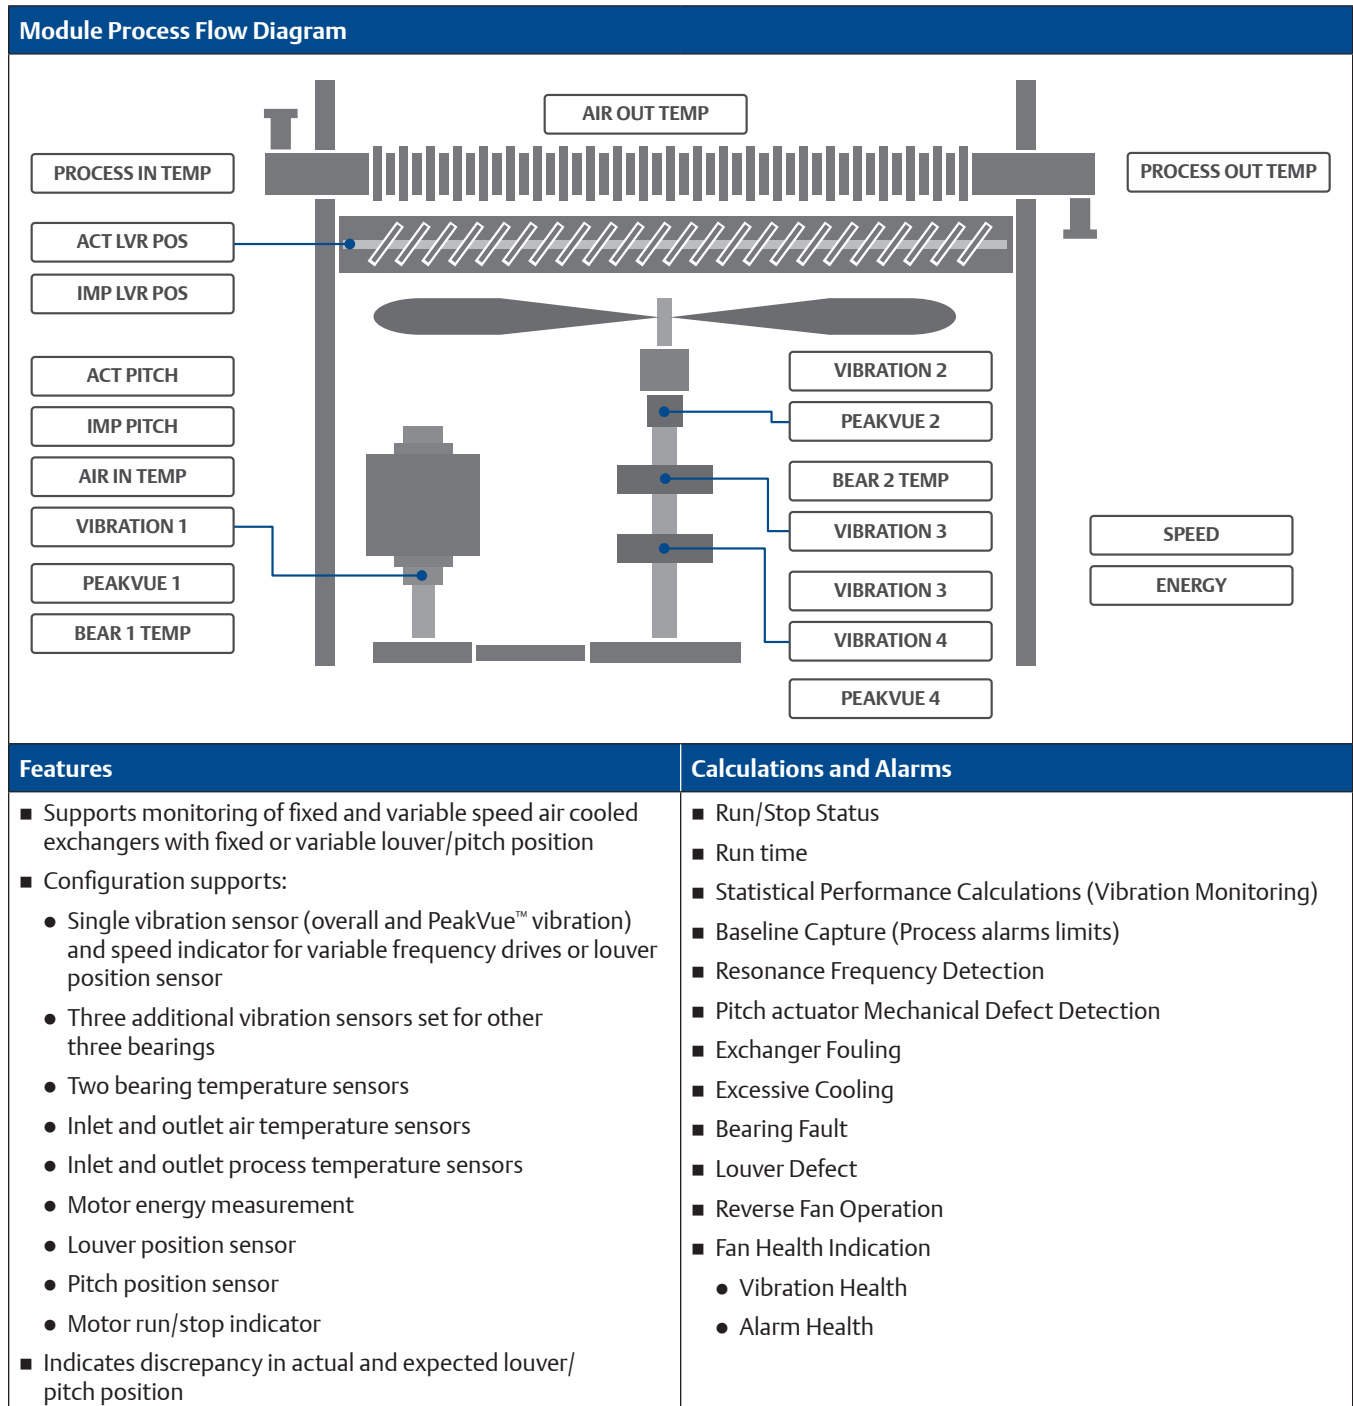 Module Process Flow Diagram
AIR OUT TEMP
PROCESS IN TEMP
PROCESS OUT TEMP
ACT LVR POS
IMP LVR POS
ACT PITCH
IMP PITCH
AIR IN TEMP
VIBRATION 1
PEAKVUE 1
BEAR 1 TEMP
VIBRATION 2
PEAKVUE 2
BEAR 2 TEMP
VIBRATION 3
VIBRATION 3
VIBRATION 4
PEAKVUE 4
SPEED
ENERGY
Features
■ Supports monitoring of fixed and variable speed air cooled
exchangers with fixed or variable louver/pitch position
■ Configuration supports:
● Single vibration sensor (overall and PeakVue™ vibration)
and speed indicator for variable frequency drives or louver
position sensor
● Three additional vibration sensors set for other
three bearings
● Two bearing temperature sensors
● Inlet and outlet air temperature sensors
● Inlet and outlet process temperature sensors
● Motor energy measurement
● Louver position sensor
● Pitch position sensor
● Motor run/stop indicator
■ Indicates discrepancy in actual and expected louver/
pitch position
Calculations and Alarms
■ Run/Stop Status
■ Run time
■ Statistical Performance Calculations (Vibration Monitoring)
■ Baseline Capture (Process alarms limits)
■ Resonance Frequency Detection
■ Pitch actuator Mechanical Defect Detection
■ Exchanger Fouling
■ Excessive Cooling
■ Bearing Fault
■ Louver Defect
■ Reverse Fan Operation
■ Fan Health Indication
● Vibration Health
● Alarm Health